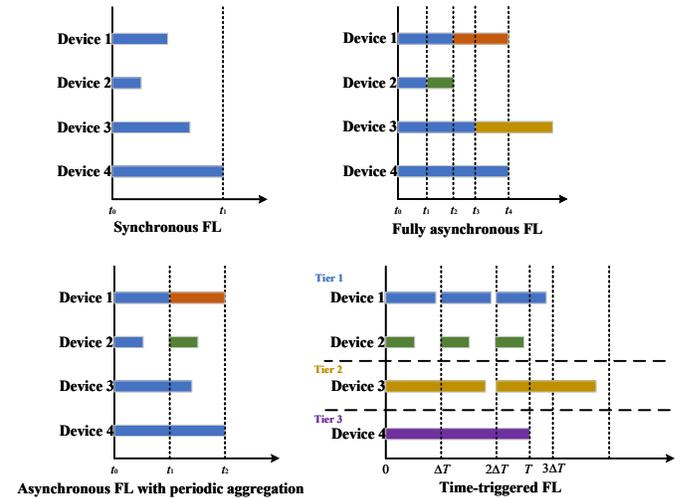 Device 1
Device 2
Device 3
Device 4
t₀ t₁
Synchronous FL
Device 1
Device 2
Device 3
Device 4
t₀ t₁ t₂ t₃ t₄
Fully asynchronous FL
Device 1
Device 2
Device 3
Device 4
t₀ t₁ t₂
Asynchronous FL with periodic aggregation
Tier 1
Device 1
Device 2
Tier 2
Device 3
Tier 3
Device 4
0 ΔT 2ΔT T 3ΔT
Time-triggered FL